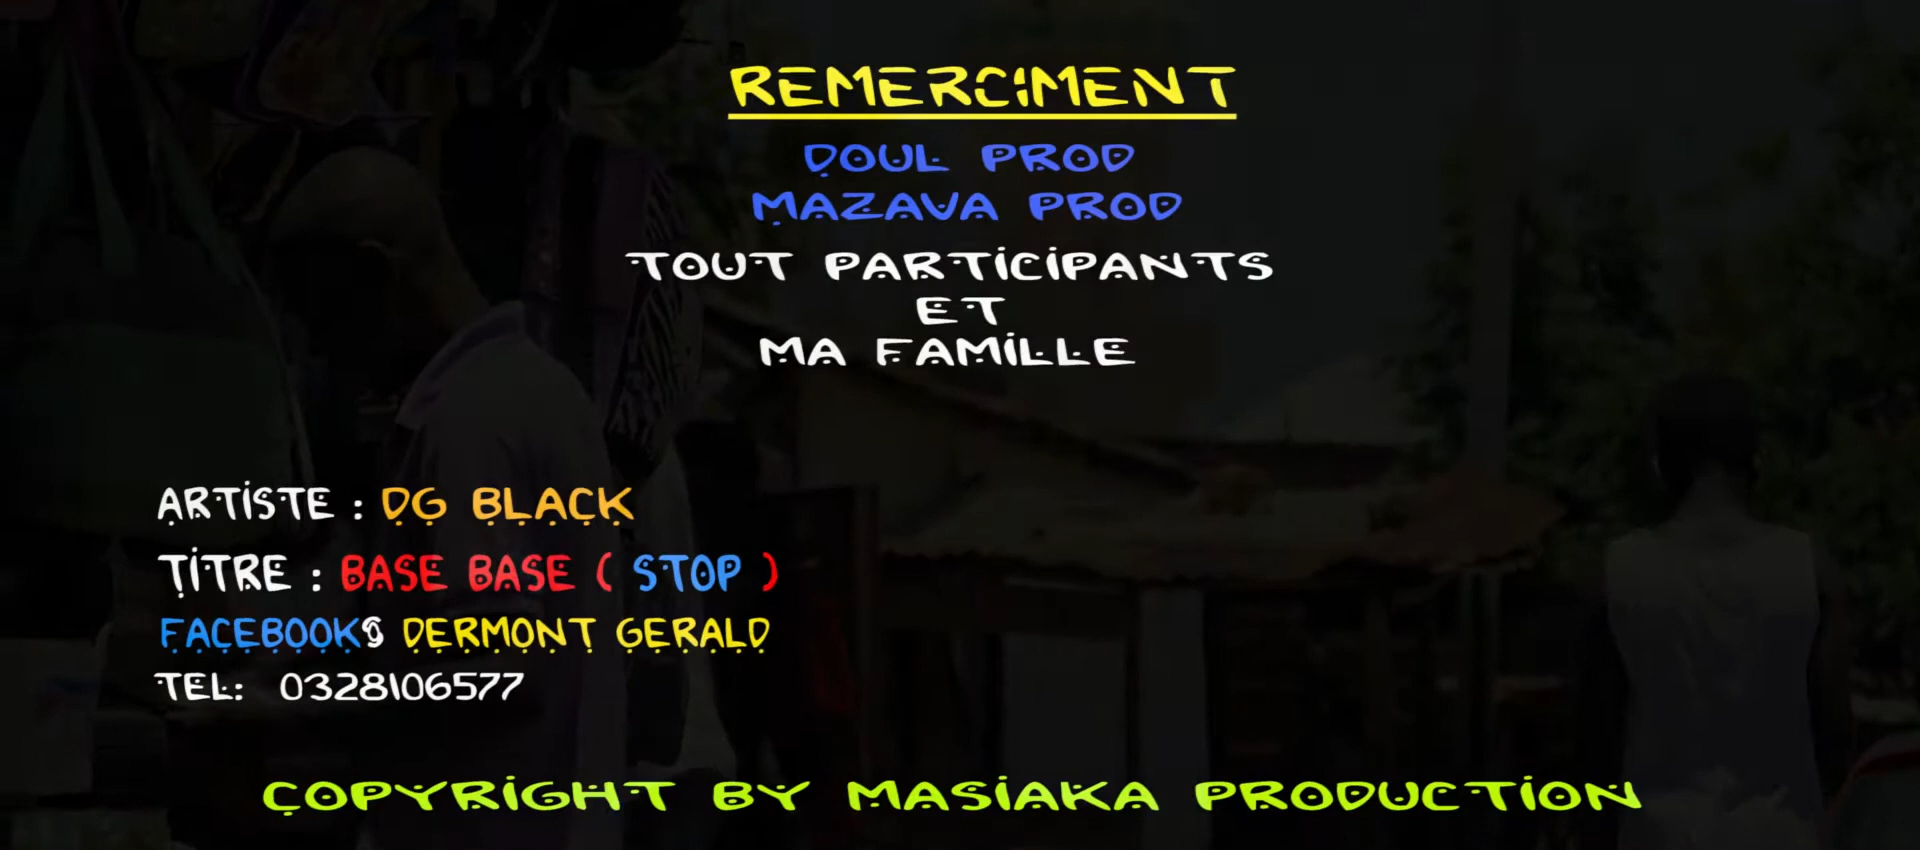 REMERCIMENT
DOUL PROD
MAZAVA PROD
TOUT PARTICIPANTS
ET
MA FAMILLE
ARTISTE : DG BLACK
TITRE : BASE BASE ( STOP )
FACEBOOK§ DERMONT GERALD
TEL: 0328106577
COPYRIGHT BY MASIAKA PRODUCTION